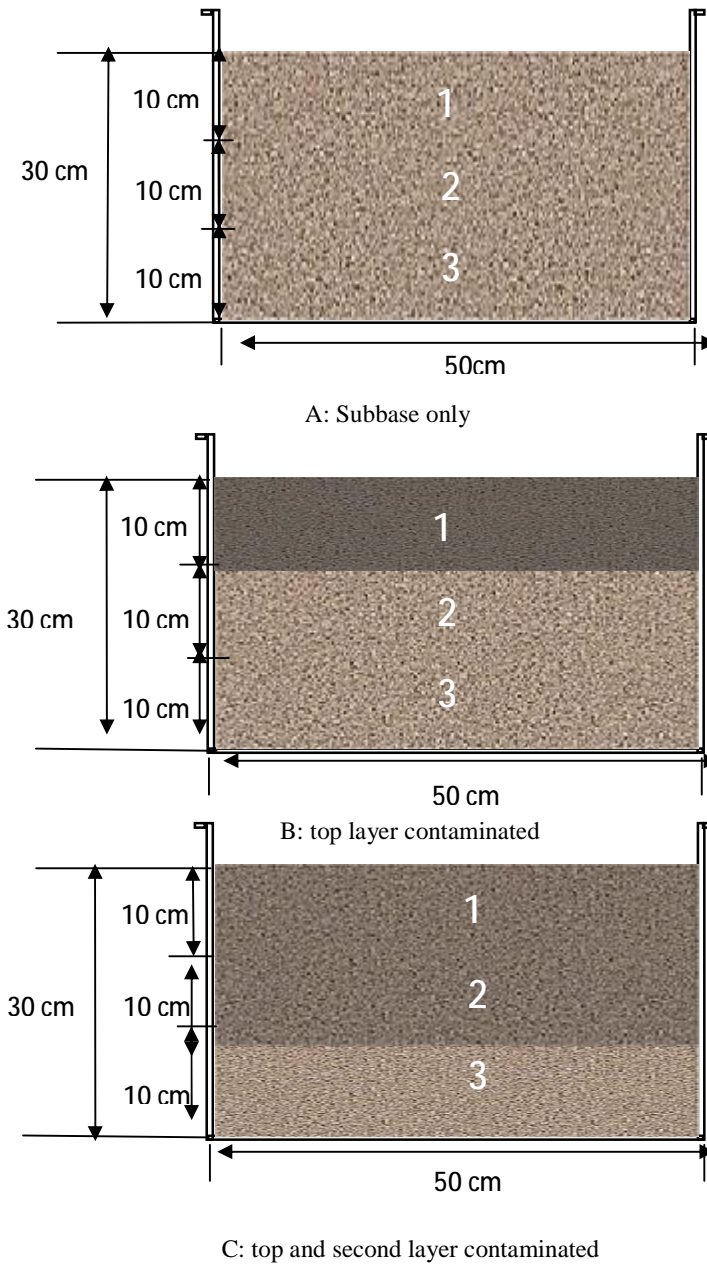 10 cm
1
30 cm
10 cm
2
10 cm
3
50cm
A: Subbase only
10 cm
1
30 cm
10 cm
2
10 cm
3
50 cm
B: top layer contaminated
10 cm
1
30 cm
10 cm
2
10 cm
3
50 cm
C: top and second layer contaminated